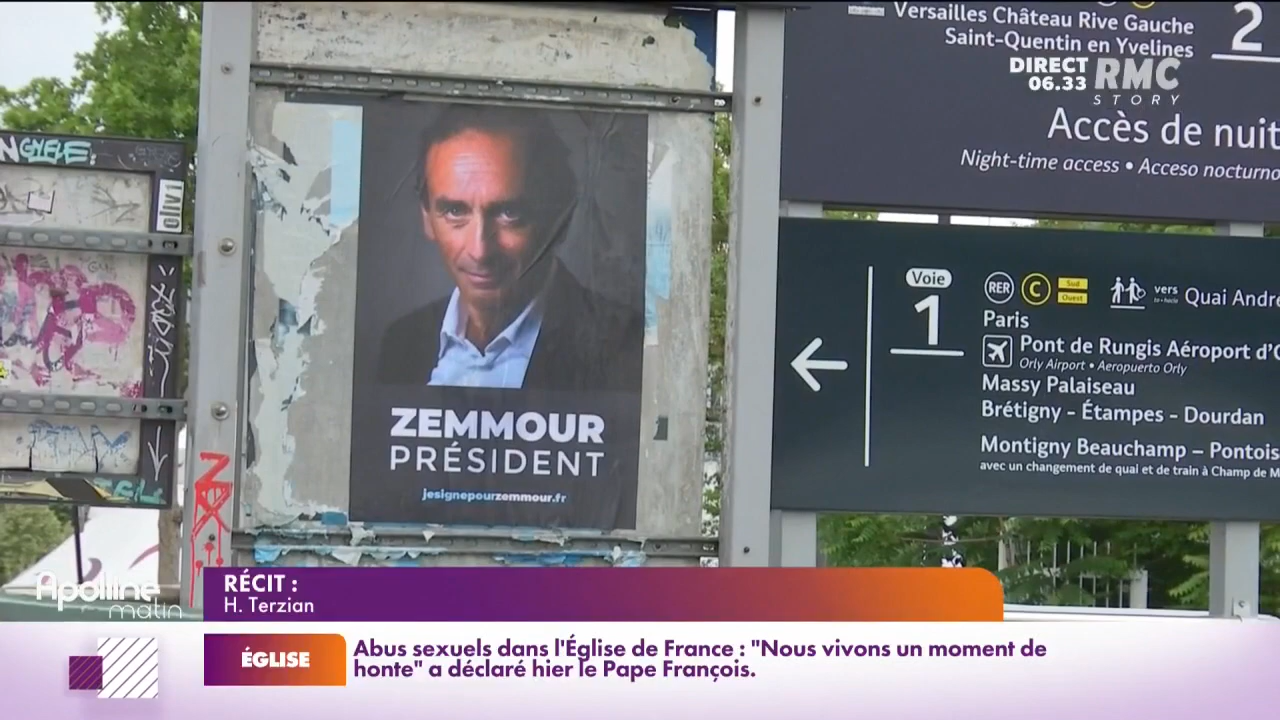 Versailles Château Rive Gauche
Saint-Quentin en Yvelines
2
DIRECT
06.33
RMC
STORY
Accès de nuit
Night-time access • Acceso nocturno
GYELE
oliv1
Voie
1
RER
C
Sud
Ouest
vers
Quai André
Paris
Pont de Rungis Aéroport d'O
Orly Airport • Aeropuerto Orly
Massy Palaiseau
Brétigny - Étampes - Dourdan
Montigny Beauchamp – Pontois
avec un changement de quai et de train à Champ de M
ZEMMOUR
PRÉSIDENT
jesignepourzemmour.fr
Apolline
matin
RÉCIT :
H. Terzian
ÉGLISE
Abus sexuels dans l'Église de France : "Nous vivons un moment de
honte" a déclaré hier le Pape François.